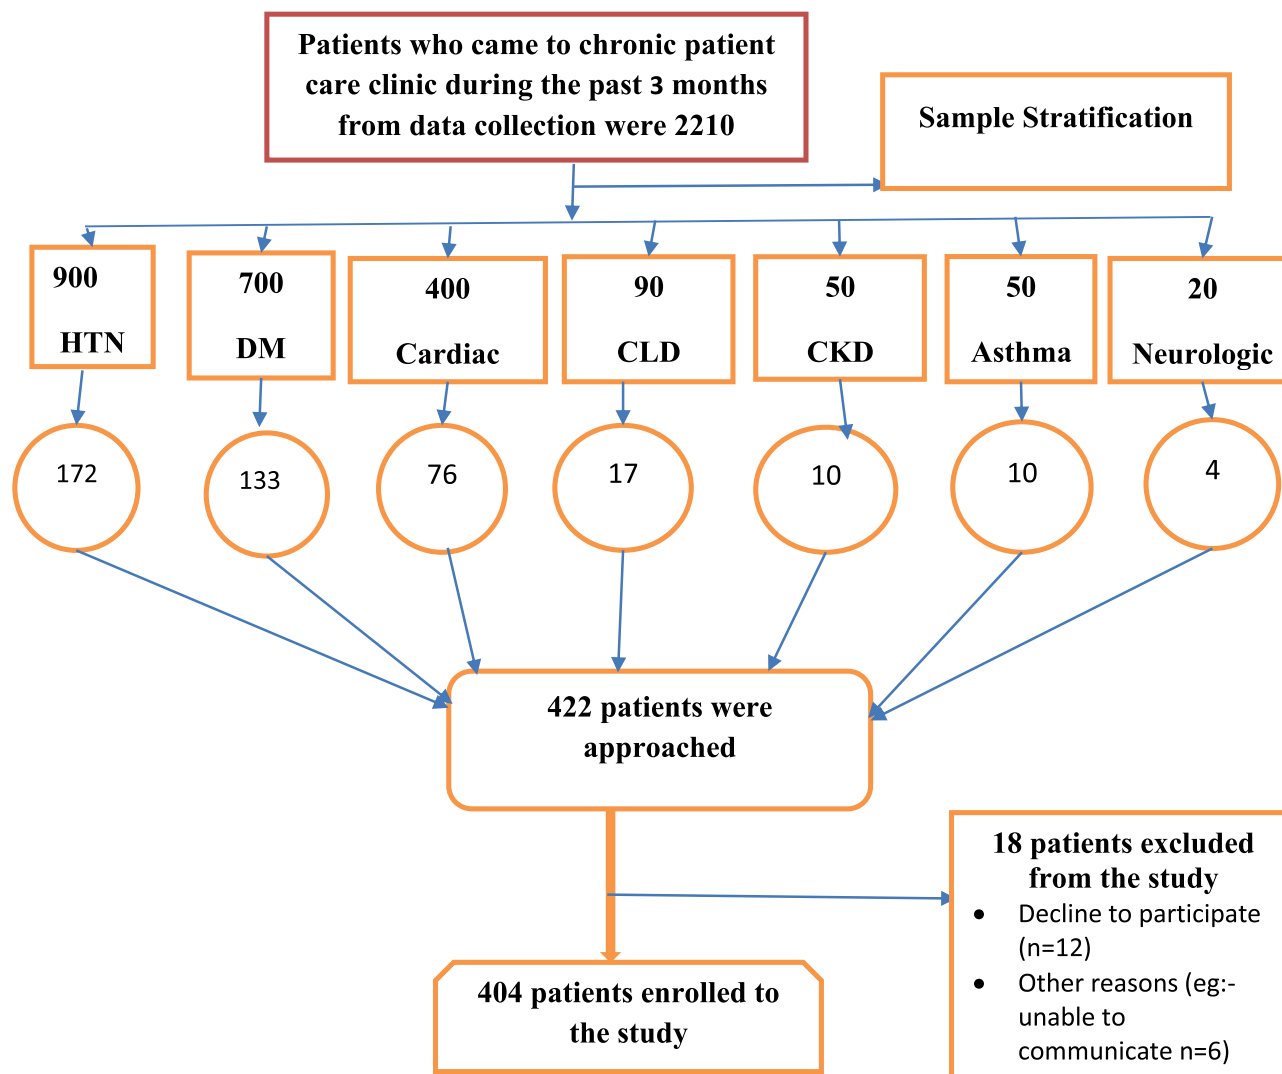 Patients who came to chronic patient
care clinic during the past 3 months
from data collection were 2210
Sample Stratification
900
HTN
700
DM
400
Cardiac
90
CLD
50
CKD
50
Asthma
20
Neurologic
172
133
76
17
10
10
4
422 patients were
approached
18 patients excluded
from the study
• Decline to participate
(n=12)
• Other reasons (eg:-
unable to
communicate n=6)
404 patients enrolled to
the study